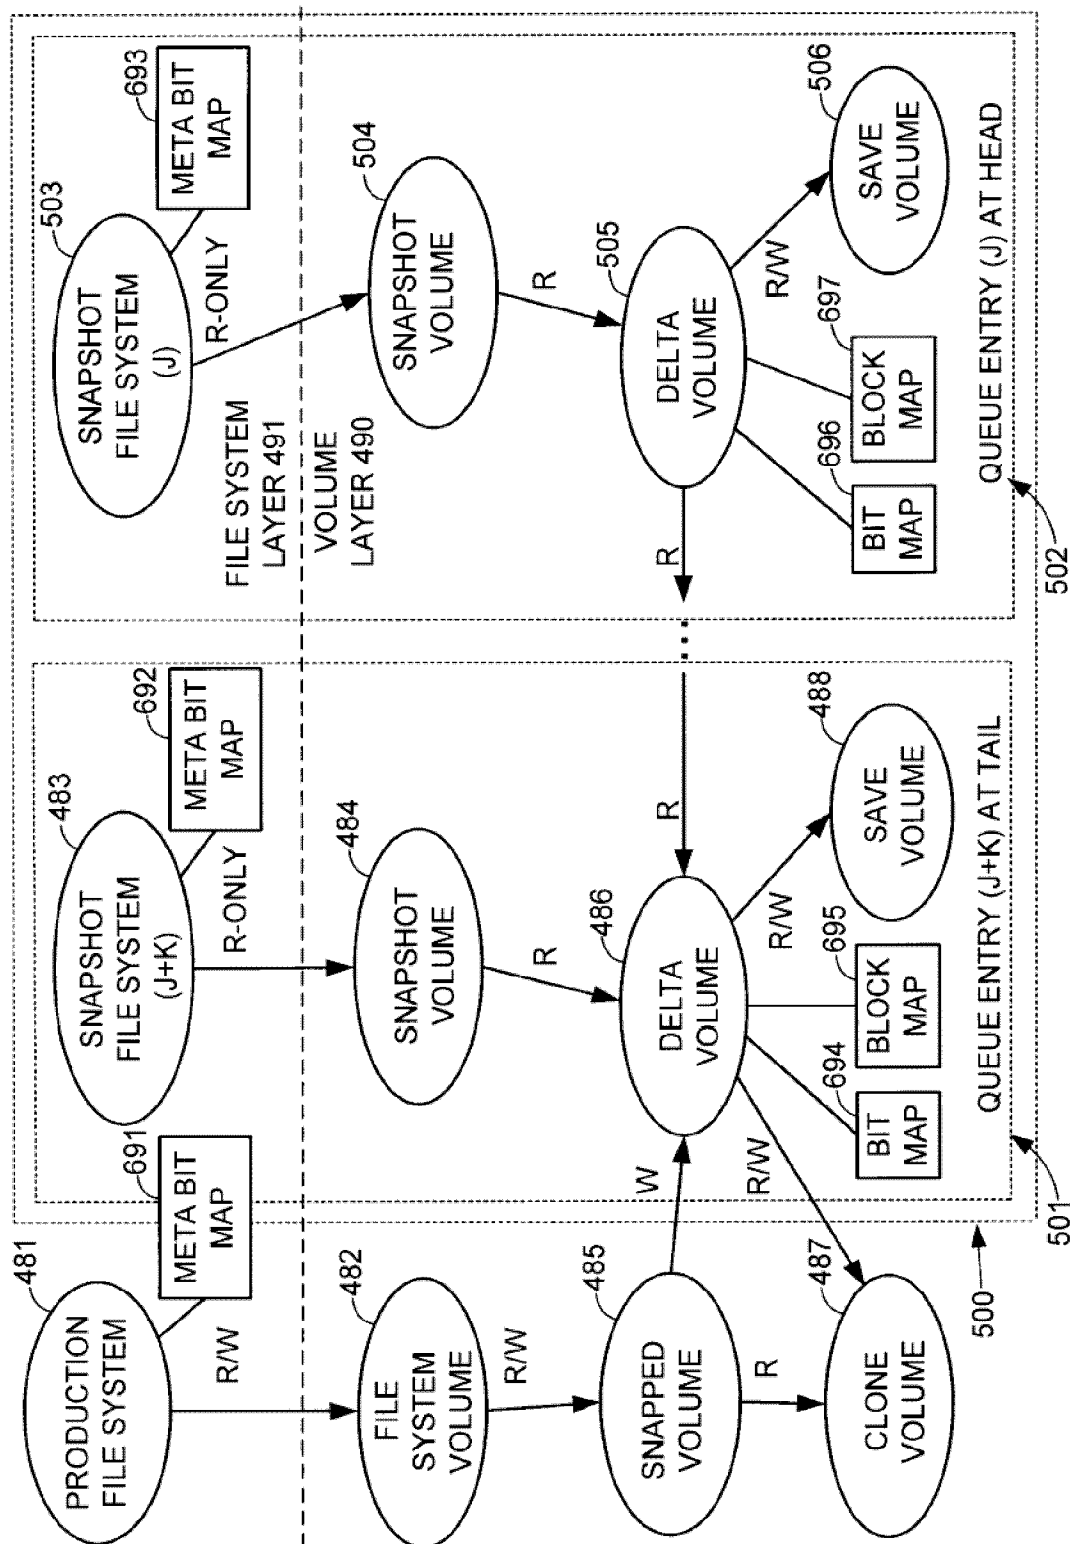 481
PRODUCTION
FILE SYSTEM
691
META BIT
MAP
R/W
482
FILE
SYSTEM
VOLUME
R/W
485
SNAPPED
VOLUME
W
R
487
CLONE
VOLUME
500
483
SNAPSHOT
FILE SYSTEM
(J+K)
692
META BIT
MAP
R-ONLY
484
SNAPSHOT
VOLUME
R
486
DELTA
VOLUME
R
R/W
R/W
694
BIT
MAP
695
BLOCK
MAP
488
SAVE
VOLUME
QUEUE ENTRY (J+K) AT TAIL
501
503
SNAPSHOT
FILE SYSTEM
(J)
693
META BIT
MAP
R-ONLY
FILE SYSTEM
LAYER 491
VOLUME
LAYER 490
504
SNAPSHOT
VOLUME
R
505
DELTA
VOLUME
R
R/W
696
BIT
MAP
697
BLOCK
MAP
506
SAVE
VOLUME
QUEUE ENTRY (J) AT HEAD
502